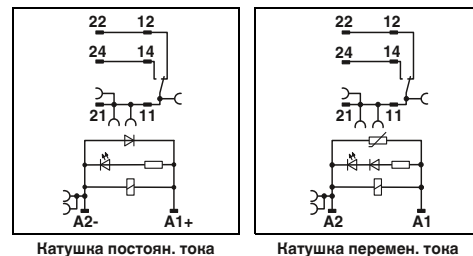 22 12
24 14
21 11
A2- A1+
Катушка постоян. тока
22 12
24 14
21 11
A2 A1
Катушка перемен. тока